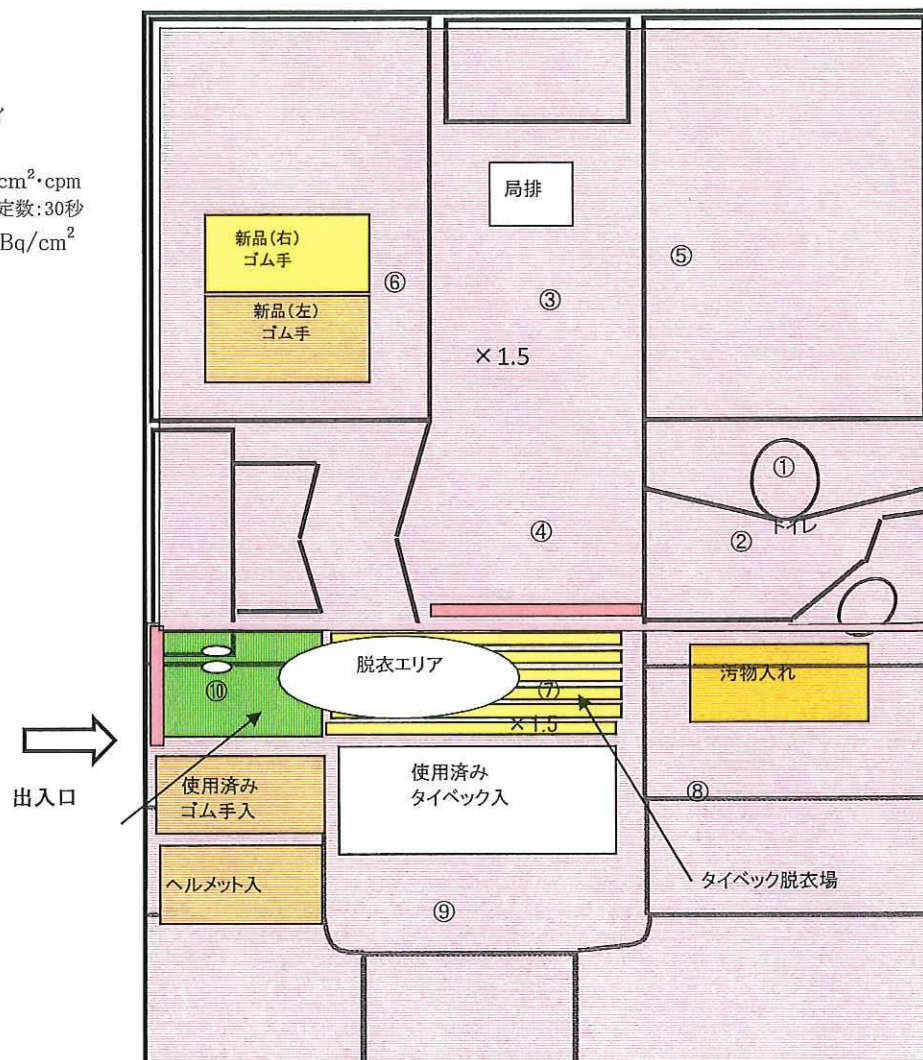 cm²・cpm
定数:30秒
Bq/cm²
局排
新品(右)
ゴム手
⑥
新品(左)
ゴム手
③
⑤
×1.5
①
トイレ
②
④
脱衣エリア
⑩
(7)
×1.5
汚物入れ
出入口
使用済み
ゴム手入
使用済み
タイベック入
⑧
ヘルメット入
タイベック脱衣場
⑨